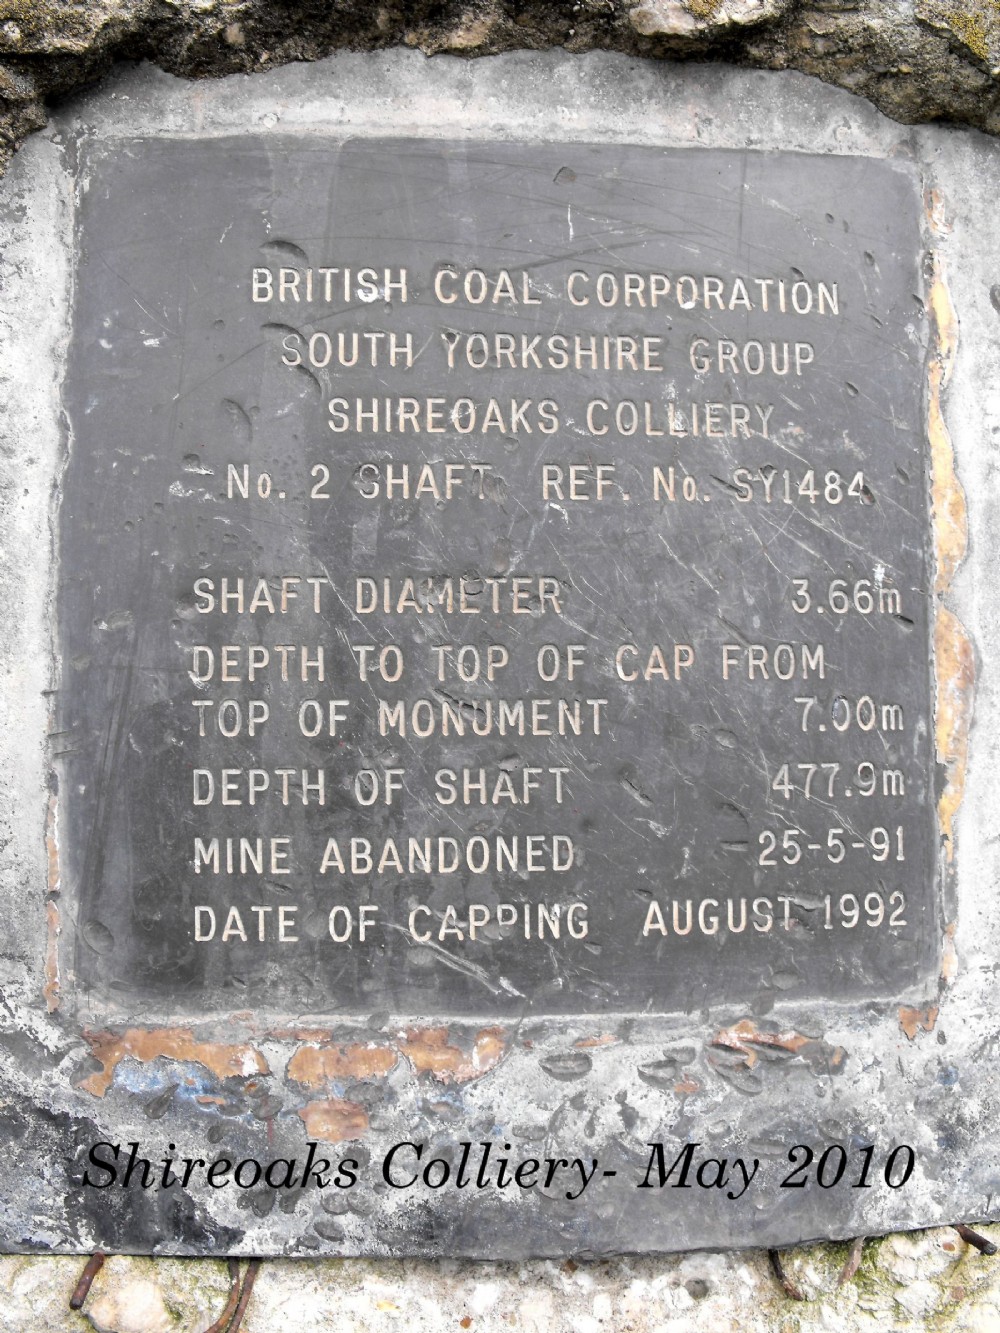 BRITISH COAL CORPORATION
SOUTH YORKSHIRE GROUP
SHIREOAKS COLLIERY
No. 2 SHAFT REF. No. SY1484
SHAFT DIAMETER 3.66m
DEPTH TO TOP OF CAP FROM
TOP OF MONUMENT 7.00m
DEPTH OF SHAFT 477.9m
MINE ABANDONED 25-5-91
DATE OF CAPPING AUGUST 1992
Shireoaks Colliery- May 2010